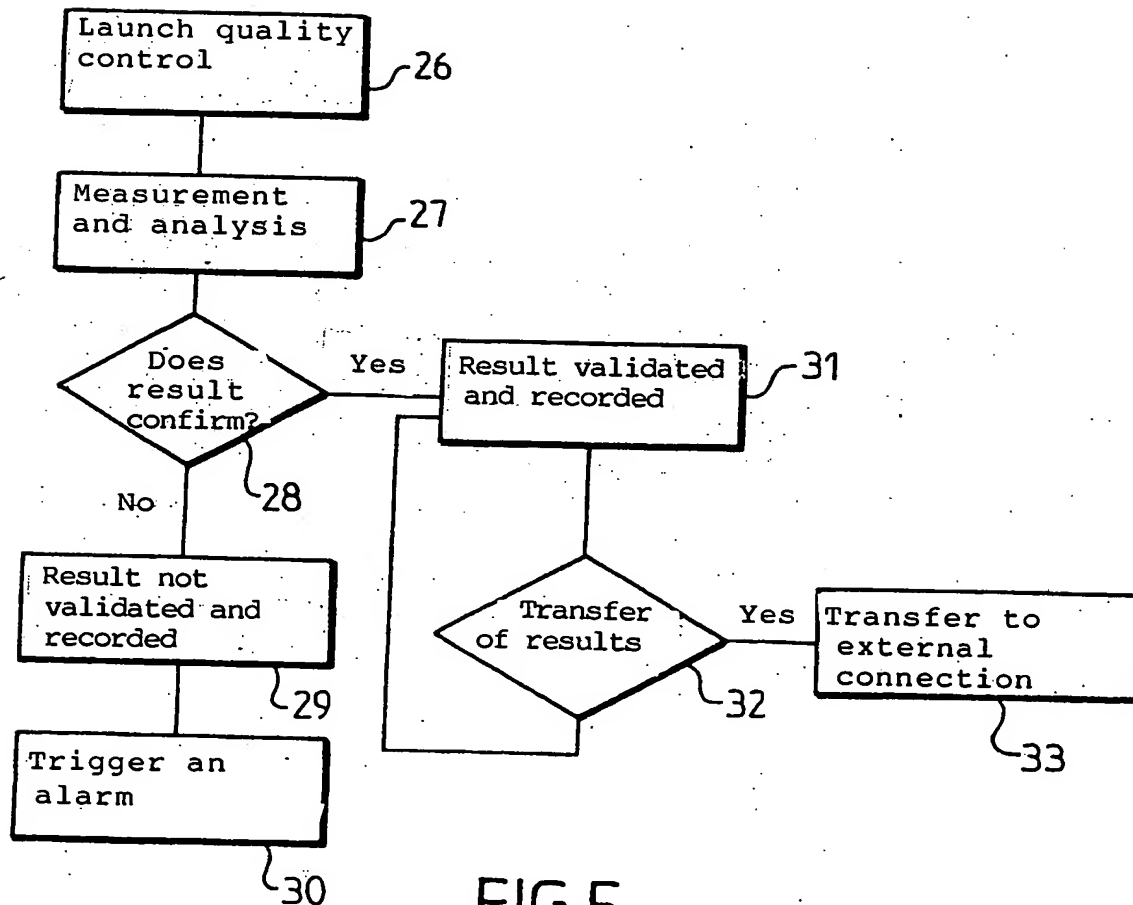 Launch quality
control
26
Measurement
and analysis
27
Does
result
confirm?
28
Yes
Result validated
and recorded
31
No
Result not
validated and
recorded
29
Transfer
of results
32
Yes
Transfer to
external
connection
33
Trigger an
alarm
30
FIG.5